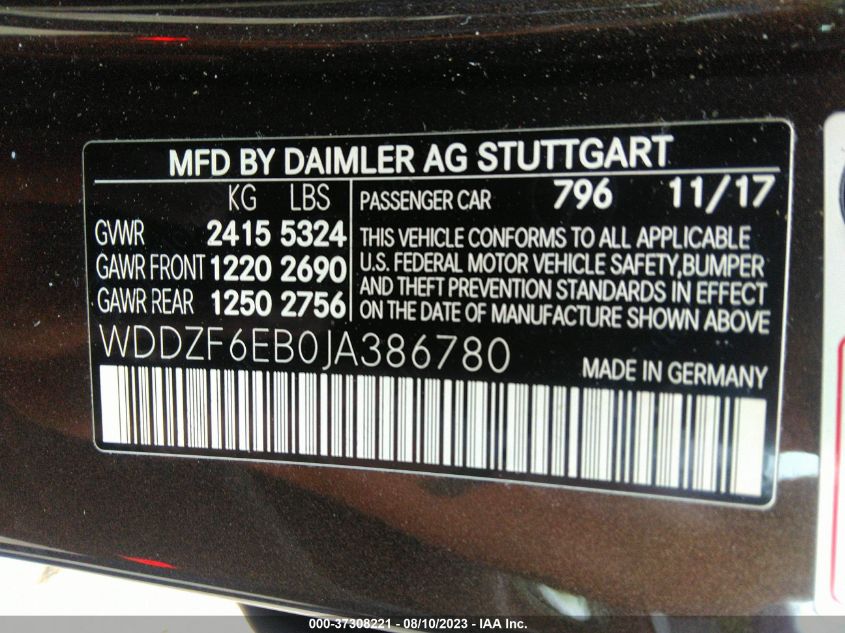 MFD BY DAIMLER AG STUTTGART
KG LBS
GVWR 2415 5324
GAWR FRONT 1220 2690
GAWR REAR 1250 2756
PASSENGER CAR 796 11/17
THIS VEHICLE CONFORMS TO ALL APPLICABLE
U.S. FEDERAL MOTOR VEHICLE SAFETY, BUMPER
AND THEFT PREVENTION STANDARDS IN EFFECT
ON THE DATE OF MANUFACTURE SHOWN ABOVE
WDDZF6EB0JA386780
MADE IN GERMANY
000-37308221 - 08/10/2023 - IAA Inc.